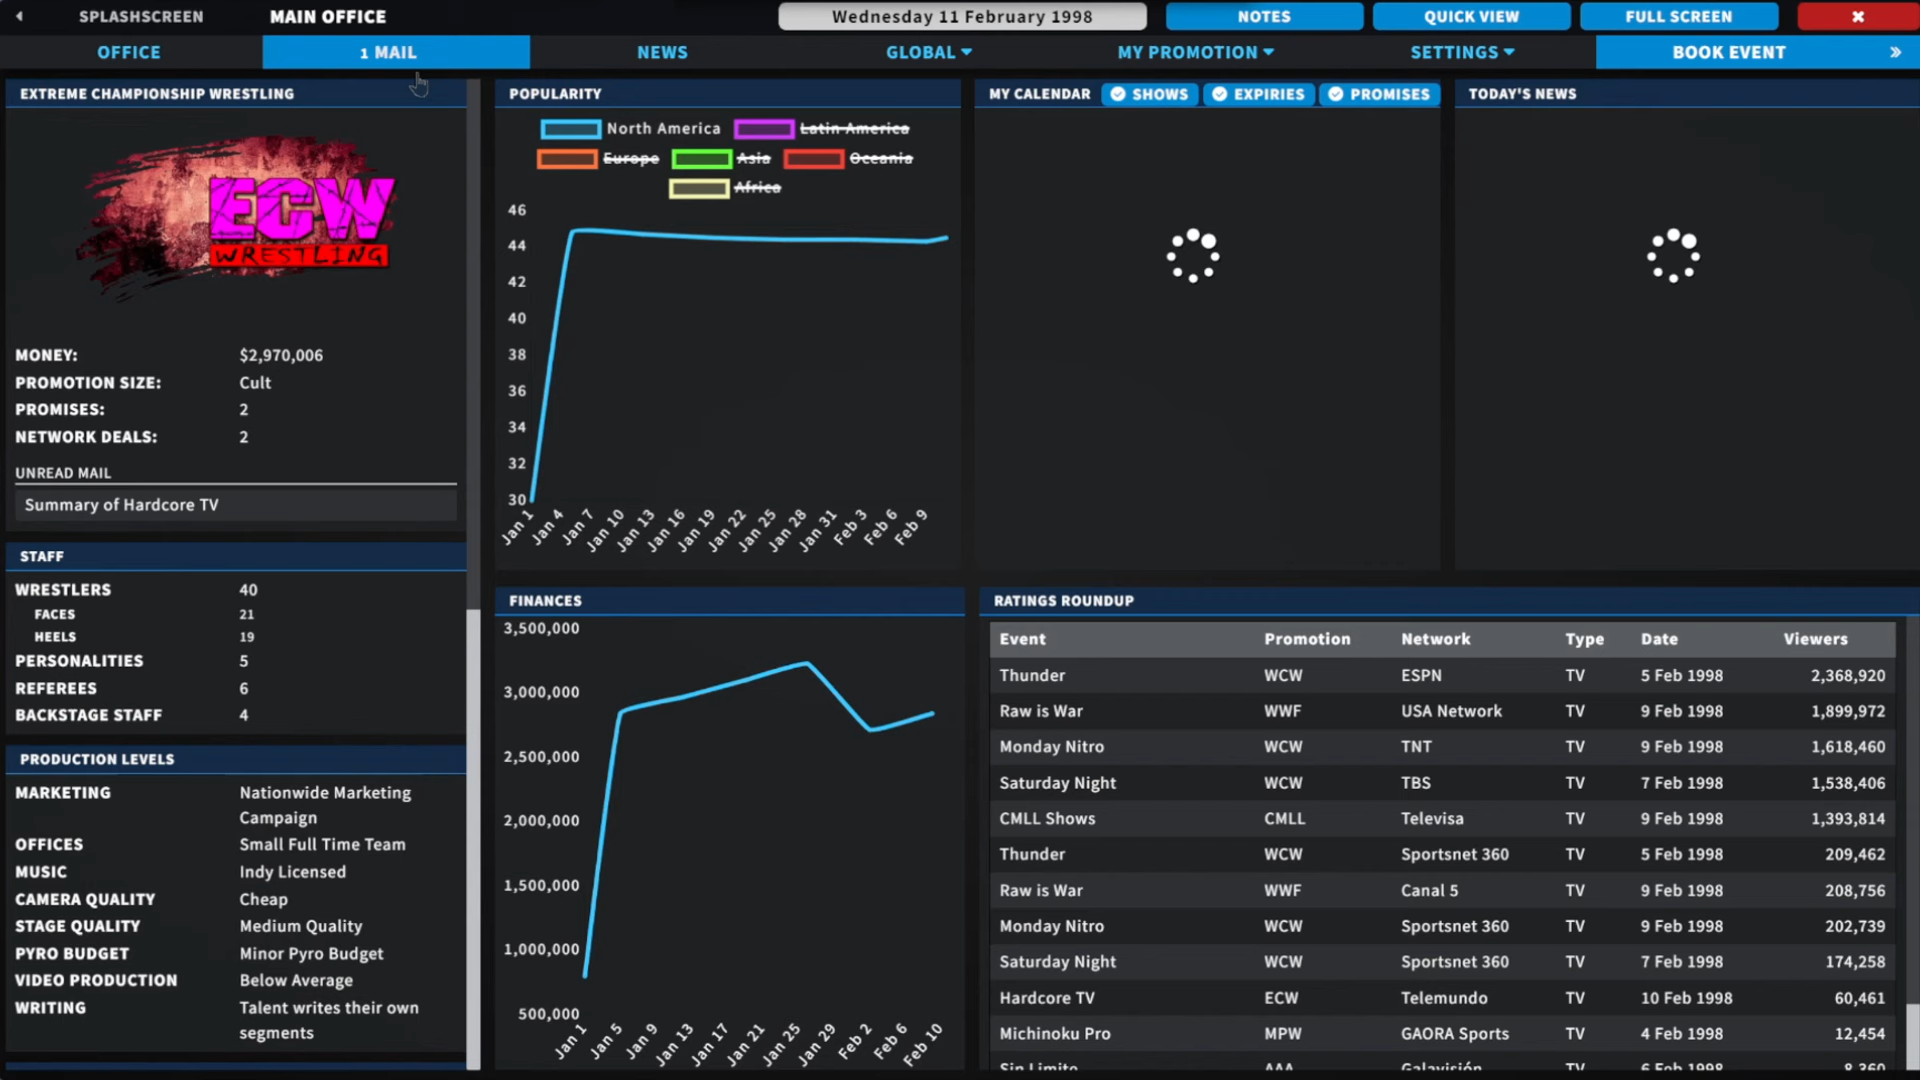 SPLASHSCREEN MAIN OFFICE Wednesday 11 February 1998 NOTES QUICK VIEW FULL SCREEN ✖
OFFICE 1 MAIL NEWS GLOBAL MY PROMOTION SETTINGS BOOK EVENT »
EXTREME CHAMPIONSHIP WRESTLING
ECW
WRESTLING
MONEY: $2,970,006
PROMOTION SIZE: Cult
PROMISES: 2
NETWORK DEALS: 2
UNREAD MAIL
Summary of Hardcore TV
STAFF
WRESTLERS 40
FACES 21
HEELS 19
PERSONALITIES 5
REFEREES 6
BACKSTAGE STAFF 4
PRODUCTION LEVELS
MARKETING Nationwide Marketing
Campaign
OFFICES Small Full Time Team
MUSIC Indy Licensed
CAMERA QUALITY Cheap
STAGE QUALITY Medium Quality
PYRO BUDGET Minor Pyro Budget
VIDEO PRODUCTION Below Average
WRITING Talent writes their own
segments
POPULARITY
North America Latin America
Europe Asia Oceania
Africa
46
44
42
40
38
36
34
32
30
Jan 1 Jan 4 Jan 7 Jan 10 Jan 13 Jan 16 Jan 19 Jan 22 Jan 25 Jan 28 Jan 31 Feb 3 Feb 6 Feb 9
MY CALENDAR SHOWS EXPIRIES PROMISES
TODAY'S NEWS
FINANCES
3,500,000
3,000,000
2,500,000
2,000,000
1,500,000
1,000,000
500,000
Jan 1 Jan 5 Jan 9 Jan 13 Jan 17 Jan 21 Jan 25 Jan 29 Feb 2 Feb 6 Feb 10
RATINGS ROUNDUP
Event Promotion Network Type Date Viewers
Thunder WCW ESPN TV 5 Feb 1998 2,368,920
Raw is War WWF USA Network TV 9 Feb 1998 1,899,972
Monday Nitro WCW TNT TV 9 Feb 1998 1,618,460
Saturday Night WCW TBS TV 7 Feb 1998 1,538,406
CMLL Shows CMLL Televisa TV 9 Feb 1998 1,393,814
Thunder WCW Sportsnet 360 TV 5 Feb 1998 209,462
Raw is War WWF Canal 5 TV 9 Feb 1998 208,756
Monday Nitro WCW Sportsnet 360 TV 9 Feb 1998 202,739
Saturday Night WCW Sportsnet 360 TV 7 Feb 1998 174,258
Hardcore TV ECW Telemundo TV 10 Feb 1998 60,461
Michinoku Pro MPW GAORA Sports TV 4 Feb 1998 12,454
Sin Limite AAA Galavisión TV 6 Feb 1998 8,360